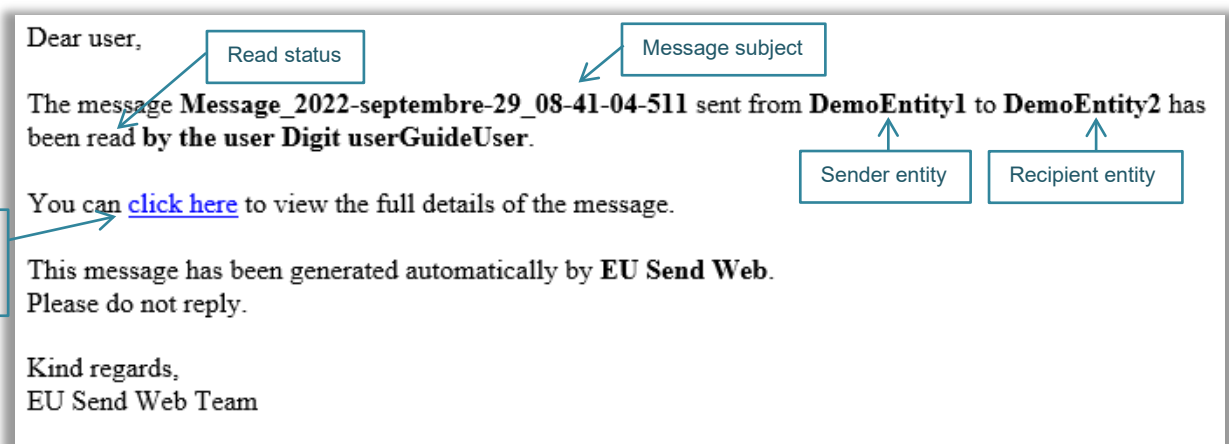 Dear user,
Read status
Message subject
The message Message_2022-septembre-29_08-41-04-511 sent from DemoEntity1 to DemoEntity2 has
been read by the user Digit userGuideUser.
Sender entity
Recipient entity
You can click here to view the full details of the message.
This message has been generated automatically by EU Send Web.
Please do not reply.
Kind regards,
EU Send Web Team